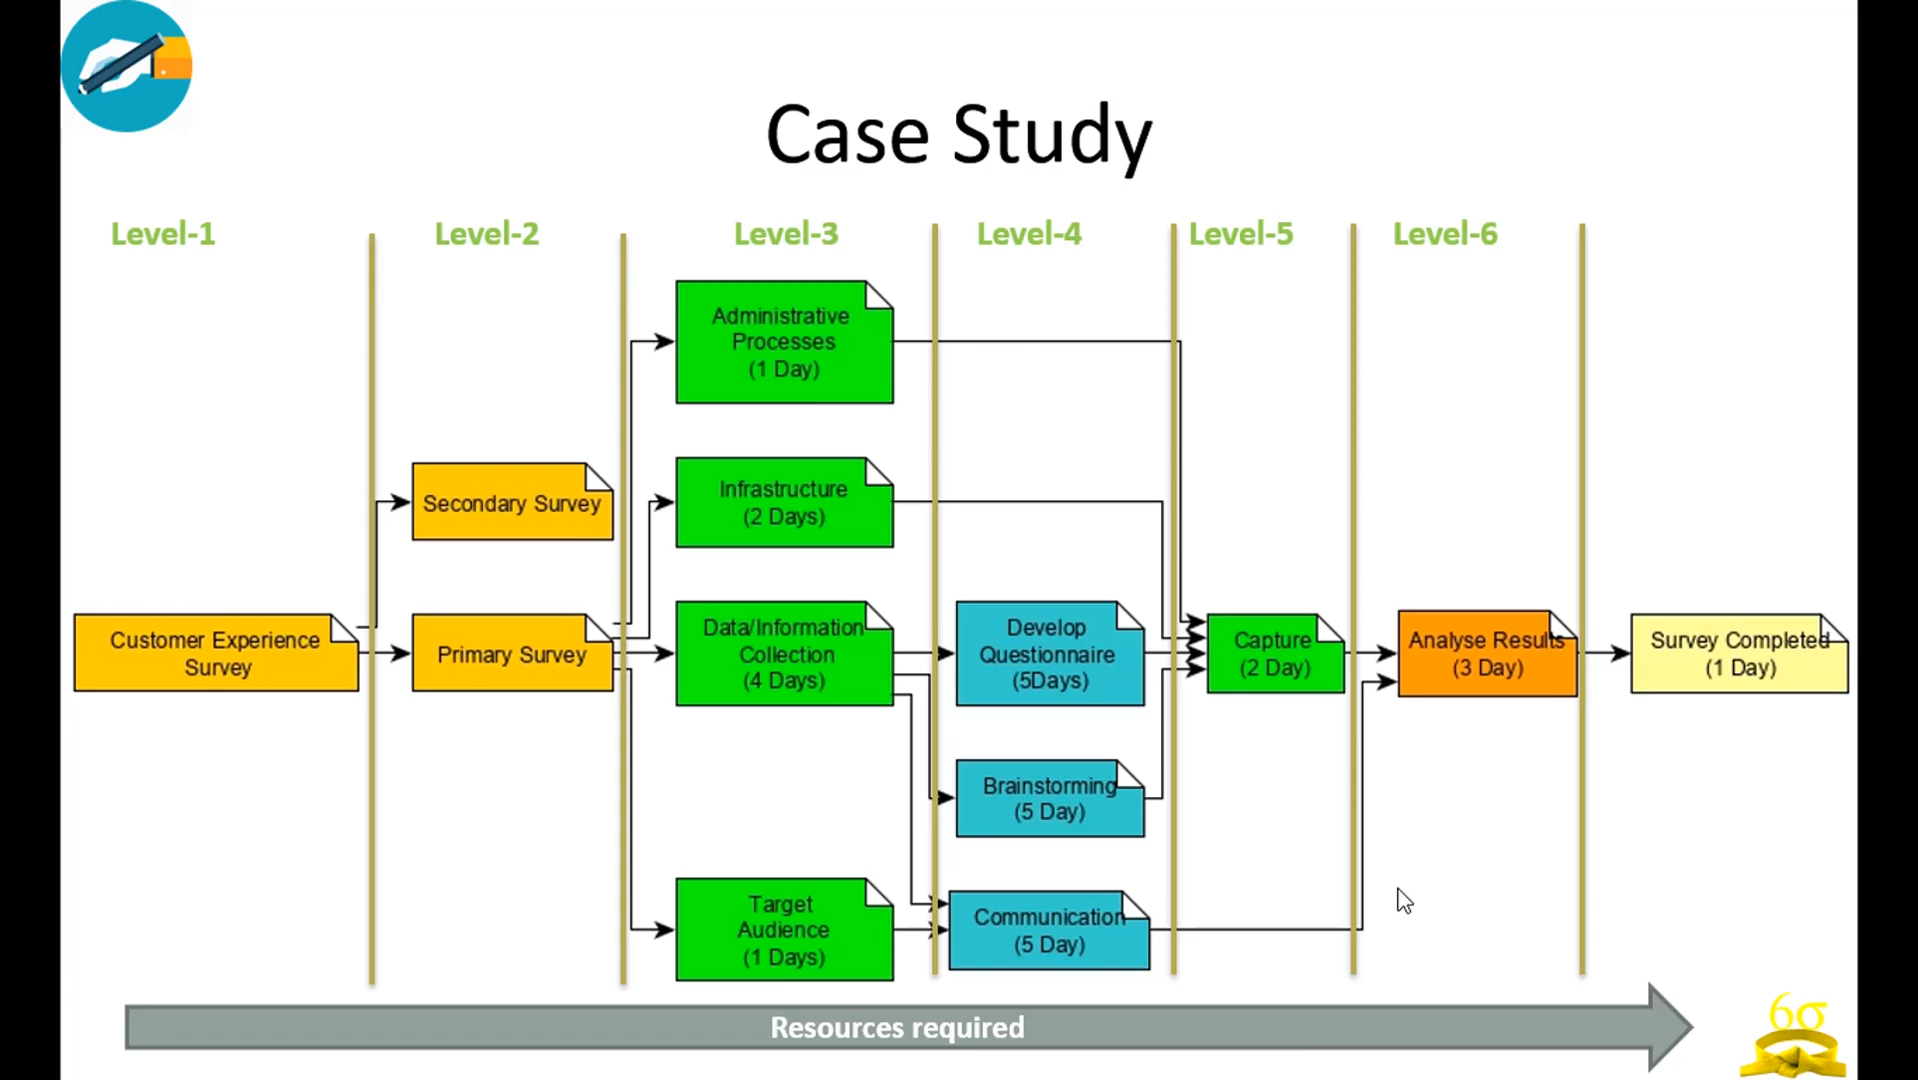 Case Study
Level-1
Level-2
Level-3
Level-4
Level-5
Level-6
Administrative
Processes
(1 Day)
Secondary Survey
Infrastructure
(2 Days)
Customer Experience
Survey
Primary Survey
Data/Information
Collection
(4 Days)
Develop
Questionnaire
(5Days)
Capture
(2 Day)
Analyse Results
(3 Day)
Survey Completed
(1 Day)
Brainstorming
(5 Day)
Target
Audience
(1 Days)
Communication
(5 Day)
Resources required
6σ